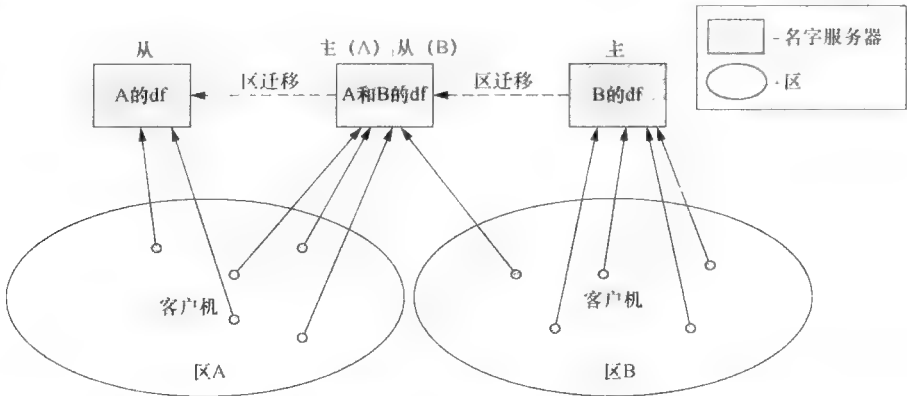 从
主（A）从（B）
主
- 名字服务器
- 区
A的df
区迁移
A和B的df
区迁移
B的df
客户机
客户机
区A
区B